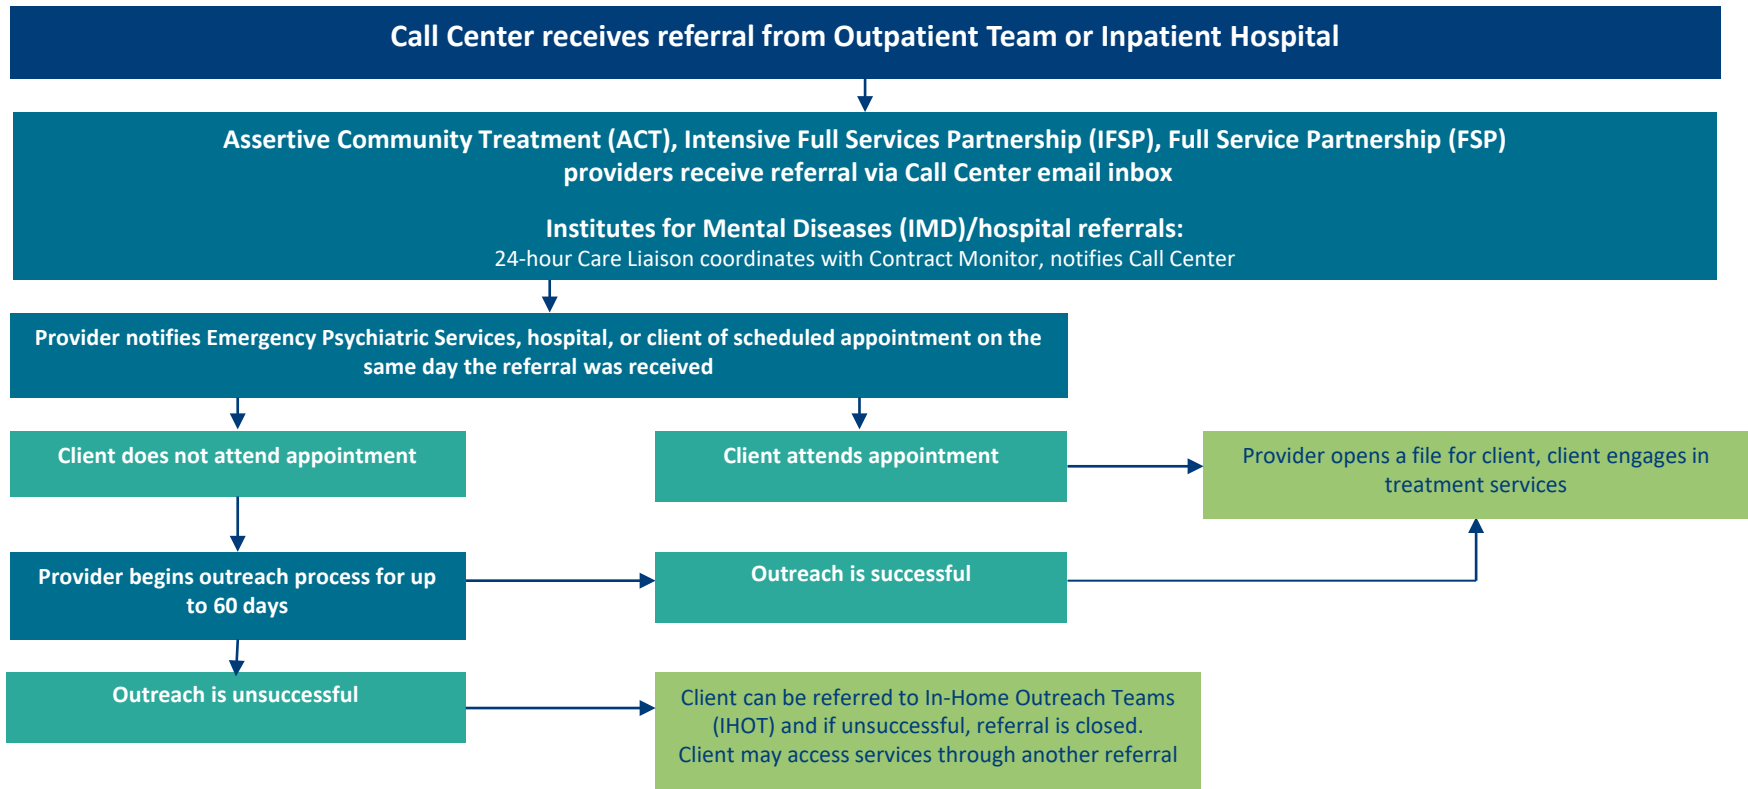 Call Center receives referral from Outpatient Team or Inpatient Hospital
Assertive Community Treatment (ACT), Intensive Full Services Partnership (IFSP), Full Service Partnership (FSP)
providers receive referral via Call Center email inbox
Institutes for Mental Diseases (IMD)/hospital referrals:
24-hour Care Liaison coordinates with Contract Monitor, notifies Call Center
Provider notifies Emergency Psychiatric Services, hospital, or client of scheduled appointment on the
same day the referral was received
Client does not attend appointment
Client attends appointment
Provider opens a file for client, client engages in
treatment services
Provider begins outreach process for up
to 60 days
Outreach is successful
Outreach is unsuccessful
Client can be referred to In-Home Outreach Teams
(IHOT) and if unsuccessful, referral is closed.
Client may access services through another referral